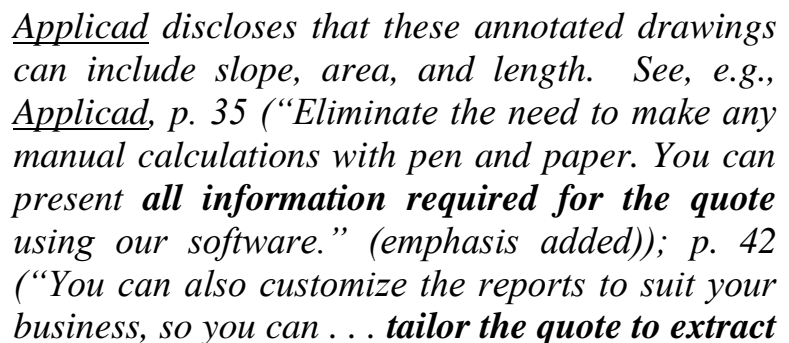 Applicad discloses that these annotated drawings
can include slope, area, and length. See, e.g.,
Applicad, p. 35 (“Eliminate the need to make any
manual calculations with pen and paper. You can
present all information required for the quote
using our software.” (emphasis added)); p. 42
(“You can also customize the reports to suit your
business, so you can . . . tailor the quote to extract